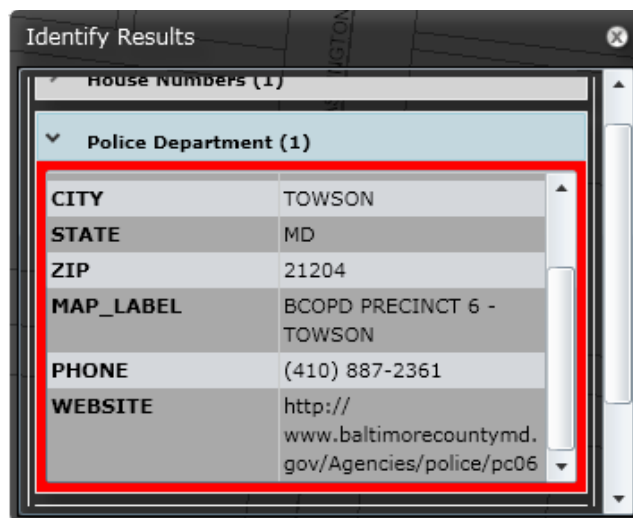 Identify Results
House Numbers (1)
Police Department (1)
CITY TOWSON
STATE MD
ZIP 21204
MAP_LABEL BCOPD PRECINCT 6 -
TOWSON
PHONE (410) 887-2361
WEBSITE http://
www.baltimorecountymd.
gov/Agencies/police/pc06